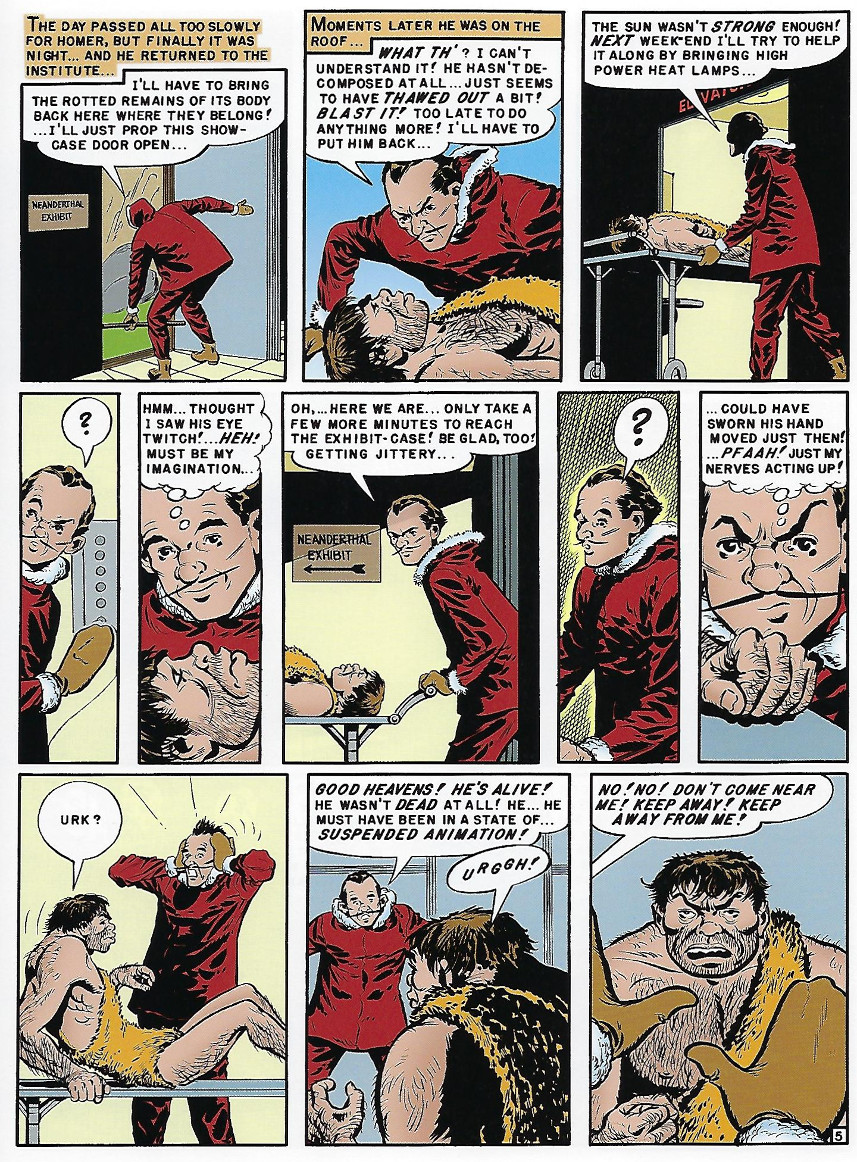 THE DAY PASSED ALL TOO SLOWLY
FOR HOMER, BUT FINALLY IT WAS
NIGHT... AND HE RETURNED TO THE
INSTITUTE...
I'LL HAVE TO BRING
THE ROTTED REMAINS OF ITS BODY
BACK HERE WHERE THEY BELONG!
...I'LL JUST PROP THIS SHOW-
CASE DOOR OPEN...
NEANDERTHAL
EXHIBIT
MOMENTS LATER HE WAS ON THE
ROOF...
WHAT TH'? I CAN'T
UNDERSTAND IT! HE HASN'T DE-
COMPOSED AT ALL...JUST SEEMS
TO HAVE THAWED OUT A BIT!
BLAST IT! TOO LATE TO DO
ANYTHING MORE! I'LL HAVE TO
PUT HIM BACK...
THE SUN WASN'T STRONG ENOUGH!
NEXT WEEK-END I'LL TRY TO HELP
IT ALONG BY BRINGING HIGH
POWER HEAT LAMPS...
ELEVATOR
?
HMM... THOUGHT
I SAW HIS EYE
TWITCH!...HEH!
MUST BE MY
IMAGINATION...
OH,...HERE WE ARE... ONLY TAKE A
FEW MORE MINUTES TO REACH
THE EXHIBIT-CASE! BE GLAD, TOO!
GETTING JITTERY...
NEANDERTHAL
EXHIBIT
?
...COULD HAVE
SWORN HIS HAND
MOVED JUST THEN!
...PFAAH! JUST MY
NERVES ACTING UP!
URK?
GOOD HEAVENS! HE'S ALIVE!
HE WASN'T DEAD AT ALL! HE... HE
MUST HAVE BEEN IN A STATE OF...
SUSPENDED ANIMATION!
URGGH!
NO! NO! DON'T COME NEAR
ME! KEEP AWAY! KEEP
AWAY FROM ME!
5